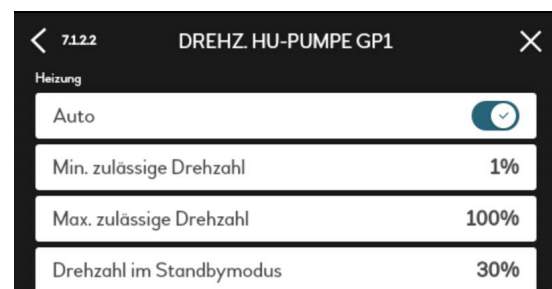 7.1.2.2 DREHZ. HU-PUMPE GP1
Heizung
Auto
Min. zulässige Drehzahl 1%
Max. zulässige Drehzahl 100%
Drehzahl im Standbymodus 30%